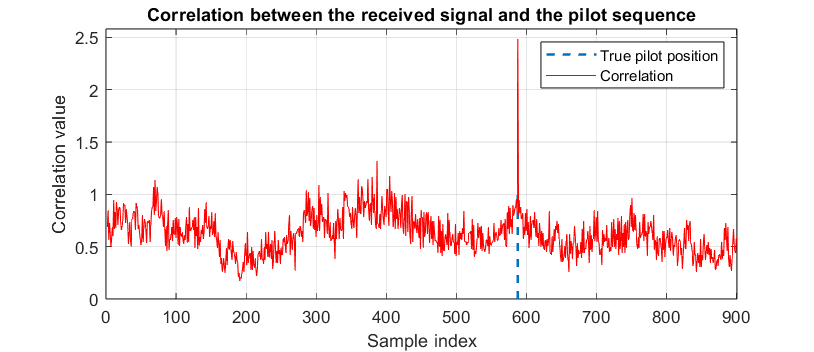 Correlation between the received signal and the pilot sequence
Correlation value
2.5
2
1.5
1
0.5
0
True pilot position
Correlation
0 100 200 300 400 500 600 700 800 900
Sample index